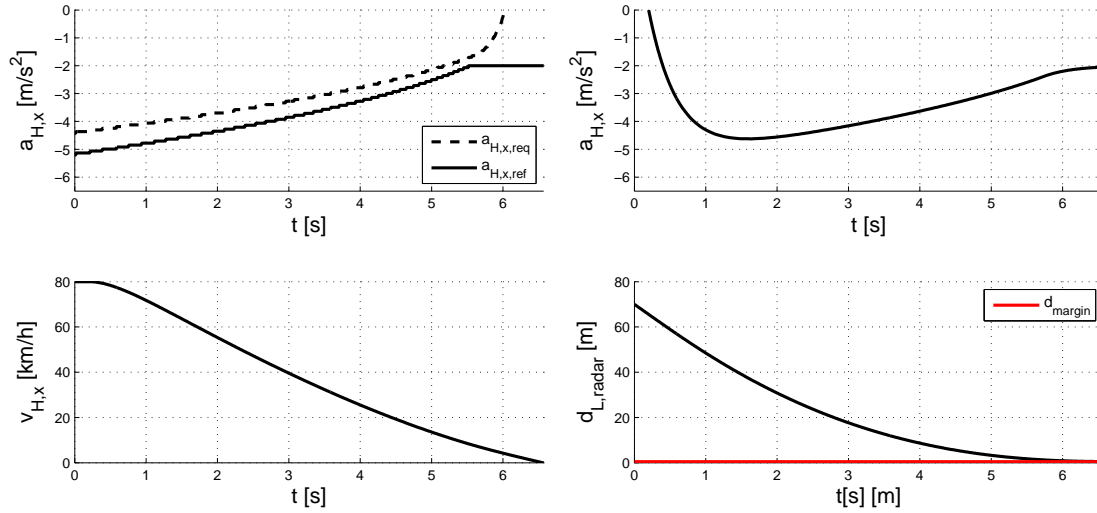 0
−1
−2
−3
−4
−5
−6
a_H,x [m/s²]
0 1 2 3 4 5 6
t [s]
a_H,x,req
a_H,x,ref
0
−1
−2
−3
−4
−5
−6
a_H,x [m/s²]
0 1 2 3 4 5 6
t [s]
80
60
40
20
0
v_H,x [km/h]
0 1 2 3 4 5 6
t [s]
80
60
40
20
0
d_L,radar [m]
0 1 2 3 4 5 6
t[s] [m]
d_margin